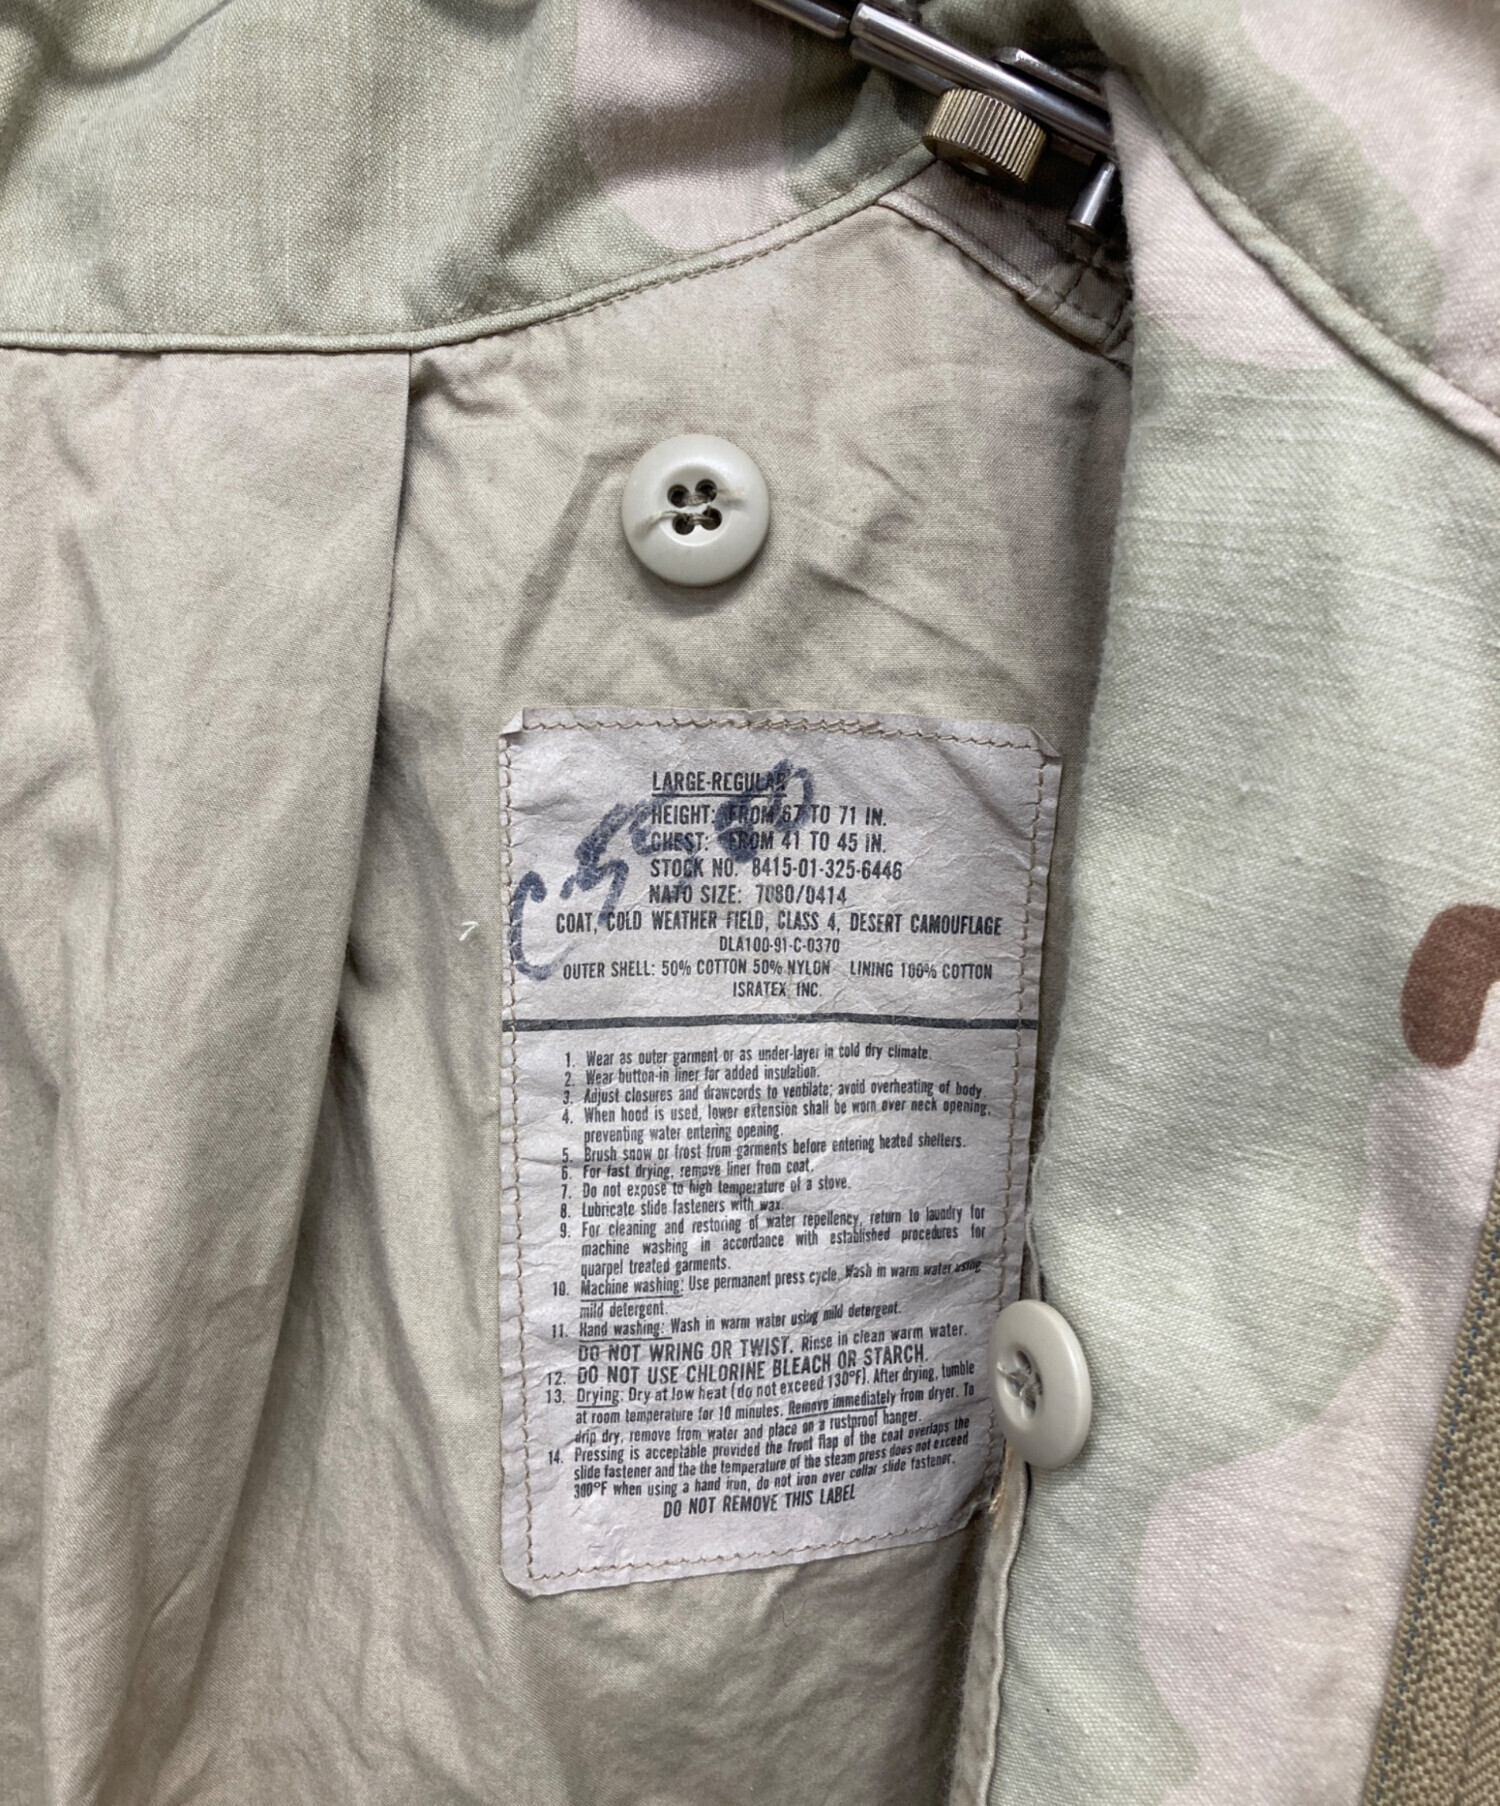 LARGE-REGULAR
HEIGHT: FROM 67 TO 71 IN.
CHEST: FROM 41 TO 45 IN.
STOCK NO. 8415-01-325-6446
NATO SIZE: 7080/0414
COAT, COLD WEATHER FIELD, CLASS 4, DESERT CAMOUFLAGE
DLA100-91-C-0370
OUTER SHELL: 50% COTTON 50% NYLON LINING 100% COTTON
ISRATEX INC.
1. Wear as outer garment or as under-layer in cold dry climate.
2. Wear button-in liner for added insulation.
3. Adjust closures and drawcords to ventilate; avoid overheating of body.
4. When hood is used, lower extension shall be worn over neck opening,
preventing water entering opening.
5. Brush snow or frost from garments before entering heated shelters.
6. For fast drying, remove liner from coat.
7. Do not expose to high temperature of a stove.
8. Lubricate slide fasteners with wax.
9. For cleaning and restoring of water repellency, return to laundry for
machine washing in accordance with established procedures for
quarpel treated garments.
10. Machine washing: Use permanent press cycle. Wash in warm water using
mild detergent.
11. Hand washing: Wash in warm water using mild detergent.
DO NOT WRING OR TWIST. Rinse in clean warm water.
12. DO NOT USE CHLORINE BLEACH OR STARCH.
13. Drying: Dry at low heat (do not exceed 130°F). After drying, tumble
at room temperature for 10 minutes. Remove immediately from dryer. To
drip dry, remove from water and place on a rustproof hanger.
14. Pressing is acceptable provided the front flap of the coat overlaps the
slide fastener and the the temperature of the steam press does not exceed
300°F when using a hand iron, do not iron over collar slide fastener.
DO NOT REMOVE THIS LABEL